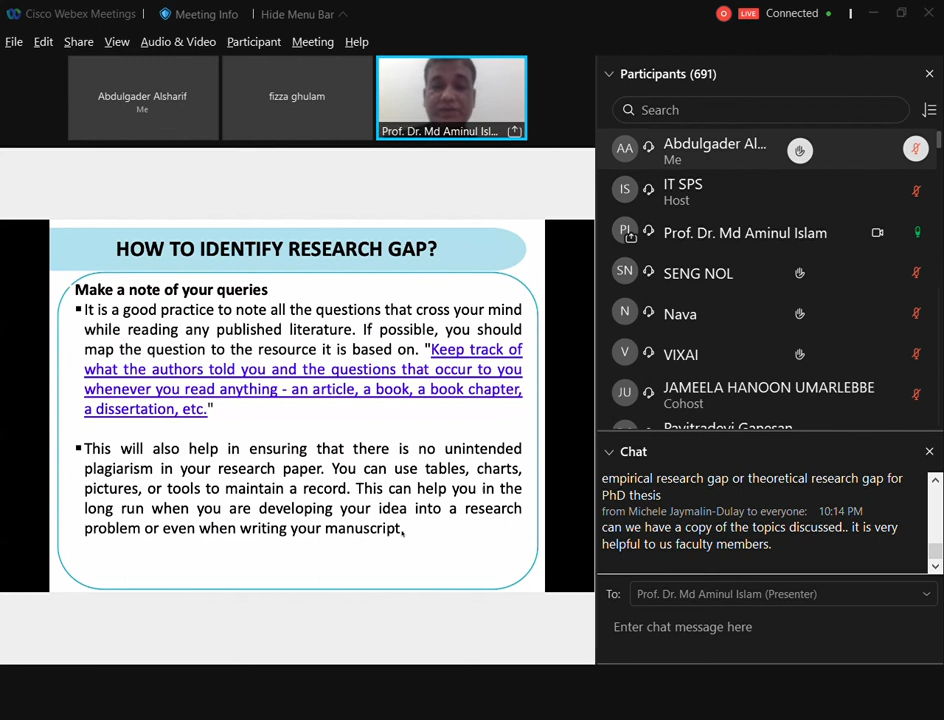 Cisco Webex Meetings
Meeting Info
Hide Menu Bar
LIVE
Connected
File Edit Share View Audio & Video Participant Meeting Help
Abdulgader Alsharif
Me
fizza ghulam
Prof. Dr. Md Aminul Isl...
HOW TO IDENTIFY RESEARCH GAP?
Make a note of your queries
▪It is a good practice to note all the questions that cross your mind
while reading any published literature. If possible, you should
map the question to the resource it is based on. "Keep track of
what the authors told you and the questions that occur to you
whenever you read anything - an article, a book, a book chapter,
a dissertation, etc."
▪This will also help in ensuring that there is no unintended
plagiarism in your research paper. You can use tables, charts,
pictures, or tools to maintain a record. This can help you in the
long run when you are developing your idea into a research
problem or even when writing your manuscript.
Participants (691)
Search
AA
Abdulgader Al...
Me
IS
IT SPS
Host
PI
Prof. Dr. Md Aminul Islam
SN
SENG NOL
N
Nava
V
VIXAI
JU
JAMEELA HANOON UMARLEBBE
Cohost
Pavitradevi Ganesan
Chat
empirical research gap or theoretical research gap for
PhD thesis
from Michele Jaymalin-Dulay to everyone: 10:14 PM
can we have a copy of the topics discussed.. it is very
helpful to us faculty members.
To: Prof. Dr. Md Aminul Islam (Presenter)
Enter chat message here